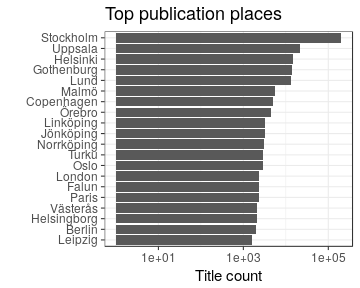 Top publication places
Stockholm
Uppsala
Helsinki
Gothenburg
Lund
Malmö
Copenhagen
Örebro
Linköping
Jönköping
Norrköping
Turku
Oslo
London
Falun
Paris
Västerås
Helsingborg
Berlin
Leipzig
1e+01 1e+03 1e+05
Title count